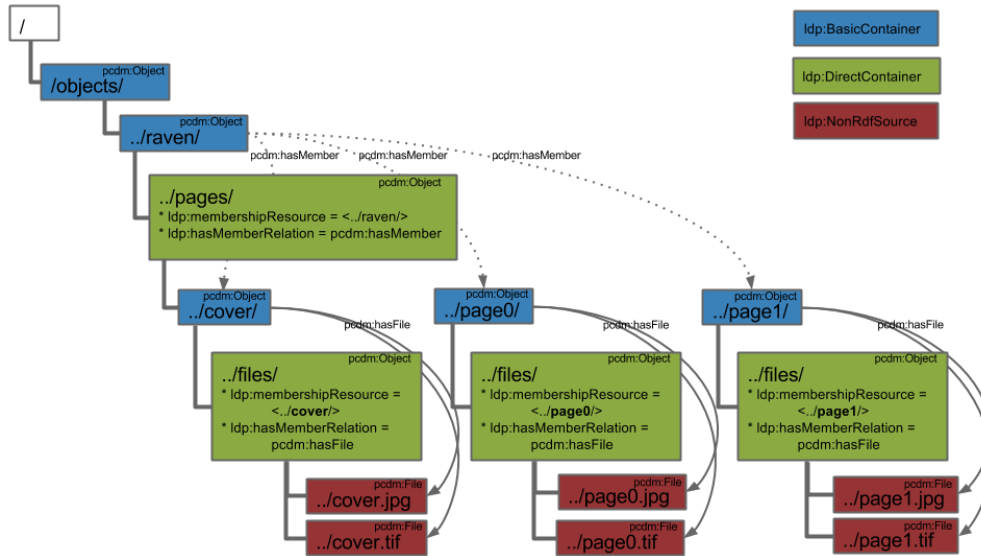 /
ldp:BasicContainer
pcdm:Object
/objects/
ldp:DirectContainer
pcdm:Object
../raven/
ldp:NonRdfSource
pcdm:hasMember
pcdm:hasMember
pcdm:hasMember
pcdm:Object
../pages/
* ldp:membershipResource = <../raven/>
* ldp:hasMemberRelation = pcdm:hasMember
pcdm:Object
../cover/
pcdm:Object
../page0/
pcdm:Object
../page1/
pcdm:hasFile
pcdm:hasFile
pcdm:hasFile
pcdm:Object
../files/
* ldp:membershipResource =
<../cover/>
* ldp:hasMemberRelation =
pcdm:hasFile
pcdm:Object
../files/
* ldp:membershipResource =
<../page0/>
* ldp:hasMemberRelation =
pcdm:hasFile
pcdm:Object
../files/
* ldp:membershipResource =
<../page1/>
* ldp:hasMemberRelation =
pcdm:hasFile
pcdm:File
../cover.jpg
pcdm:File
../cover.tif
pcdm:File
../page0.jpg
pcdm:File
../page0.tif
pcdm:File
../page1.jpg
pcdm:File
../page1.tif